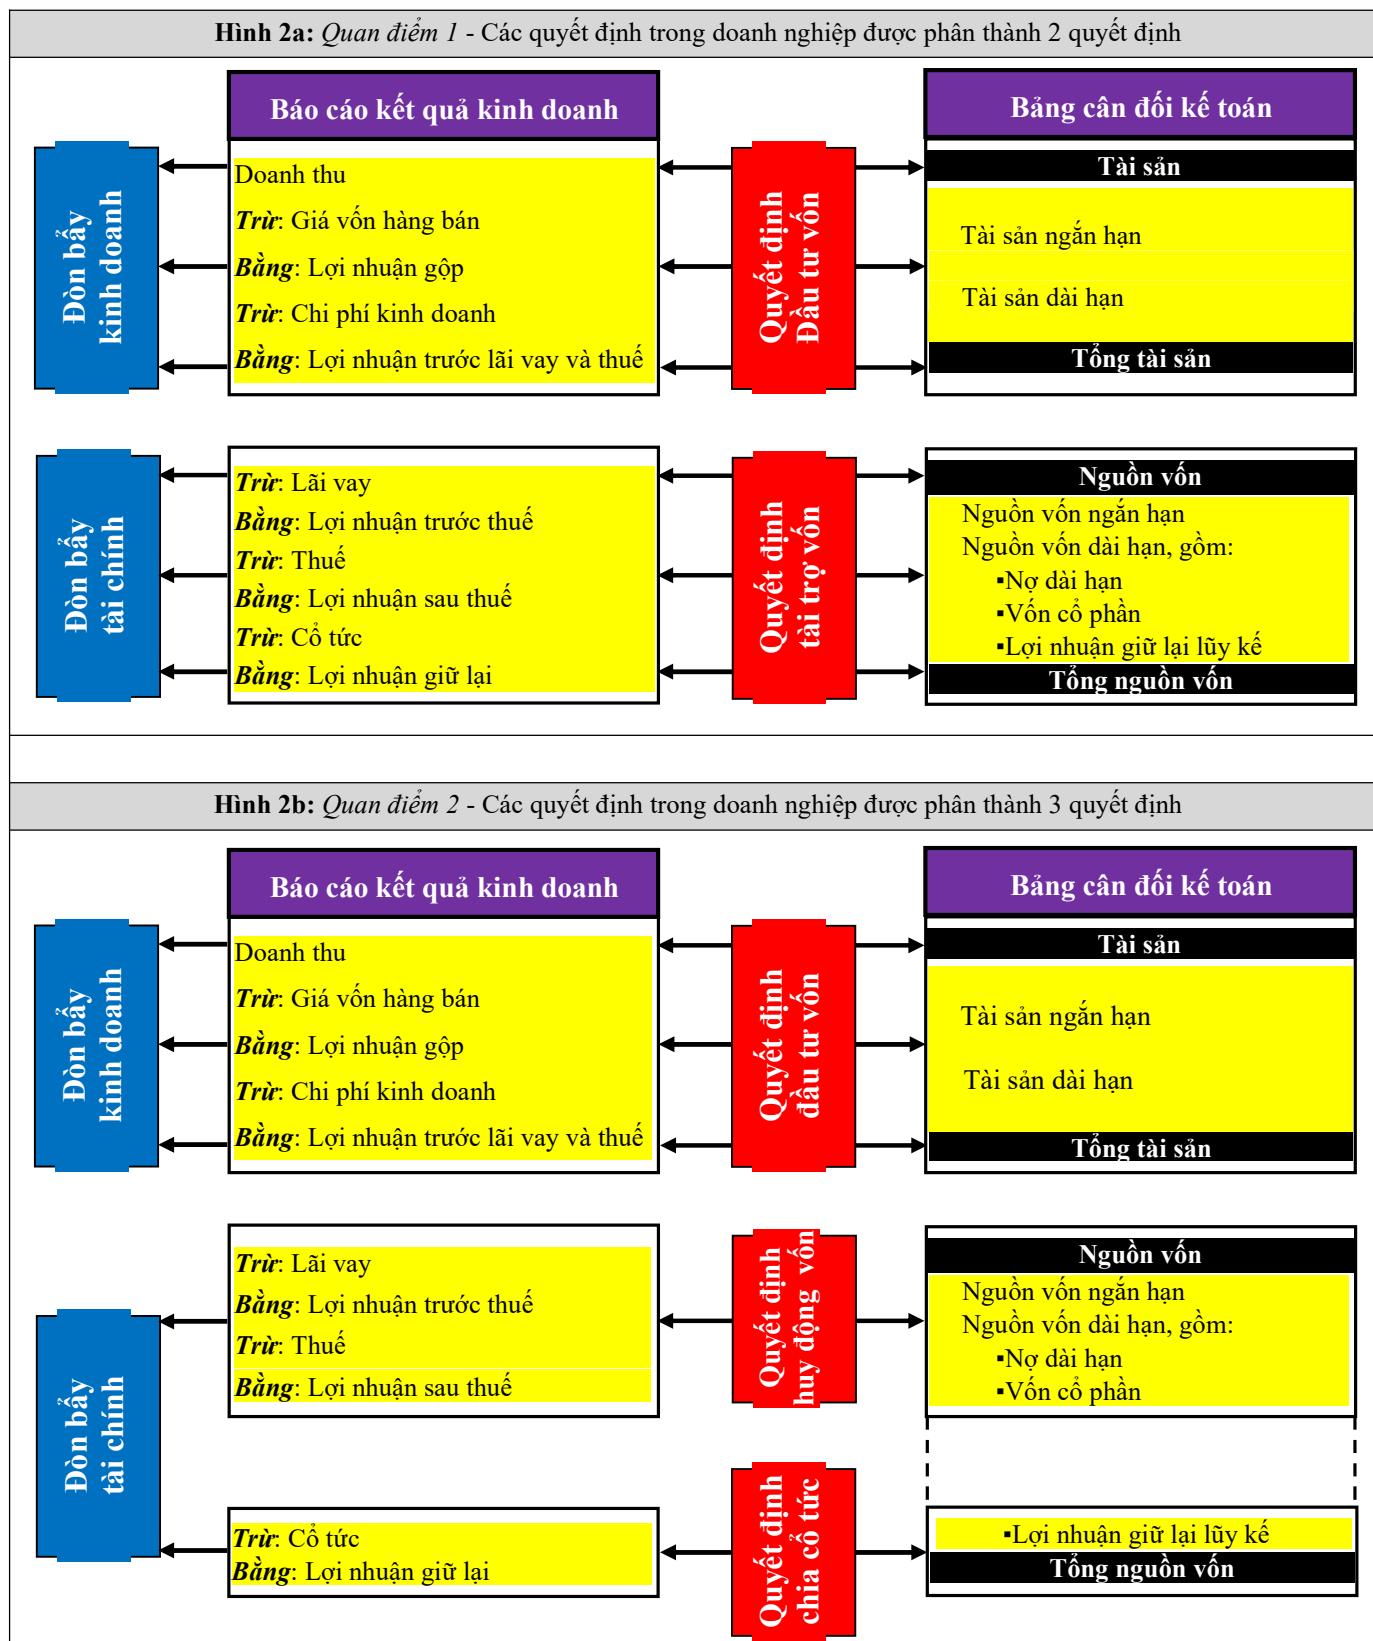 Hình 2a: Quan điểm 1 - Các quyết định trong doanh nghiệp được phân thành 2 quyết định
Báo cáo kết quả kinh doanh
Bảng cân đối kế toán
Đòn bẩy
kinh doanh
Doanh thu
Trừ: Giá vốn hàng bán
Bằng: Lợi nhuận gộp
Trừ: Chi phí kinh doanh
Bằng: Lợi nhuận trước lãi vay và thuế
Quyết định
Đầu tư vốn
Tài sản
Tài sản ngắn hạn
Tài sản dài hạn
Tổng tài sản
Đòn bẩy
tài chính
Trừ: Lãi vay
Bằng: Lợi nhuận trước thuế
Trừ: Thuế
Bằng: Lợi nhuận sau thuế
Trừ: Cổ tức
Bằng: Lợi nhuận giữ lại
Quyết định
tài trợ vốn
Nguồn vốn
Nguồn vốn ngắn hạn
Nguồn vốn dài hạn, gồm:
▪Nợ dài hạn
▪Vốn cổ phần
▪Lợi nhuận giữ lại lũy kế
Tổng nguồn vốn
Hình 2b: Quan điểm 2 - Các quyết định trong doanh nghiệp được phân thành 3 quyết định
Báo cáo kết quả kinh doanh
Bảng cân đối kế toán
Đòn bẩy
kinh doanh
Doanh thu
Trừ: Giá vốn hàng bán
Bằng: Lợi nhuận gộp
Trừ: Chi phí kinh doanh
Bằng: Lợi nhuận trước lãi vay và thuế
Quyết định
đầu tư vốn
Tài sản
Tài sản ngắn hạn
Tài sản dài hạn
Tổng tài sản
Đòn bẩy
tài chính
Trừ: Lãi vay
Bằng: Lợi nhuận trước thuế
Trừ: Thuế
Bằng: Lợi nhuận sau thuế
Quyết định
huy động vốn
Nguồn vốn
Nguồn vốn ngắn hạn
Nguồn vốn dài hạn, gồm:
▪Nợ dài hạn
▪Vốn cổ phần
Trừ: Cổ tức
Bằng: Lợi nhuận giữ lại
Quyết định
chia cổ tức
▪Lợi nhuận giữ lại lũy kế
Tổng nguồn vốn